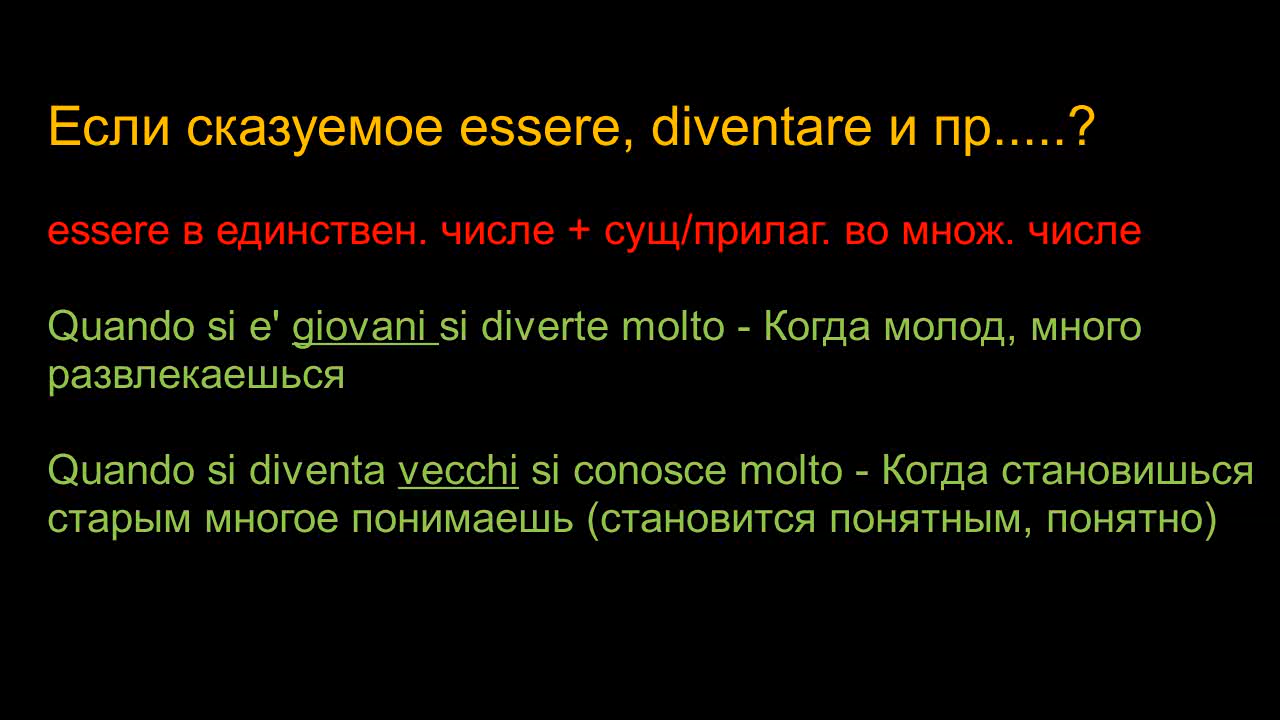 Если сказуемое essere, diventare и пр.....?
essere в единствен. числе + сущ/прилаг. во множ. числе
Quando si e' giovani si diverte molto - Когда молод, много
развлекаешься
Quando si diventa vecchi si conosce molto - Когда становишься
старым многое понимаешь (становится понятным, понятно)